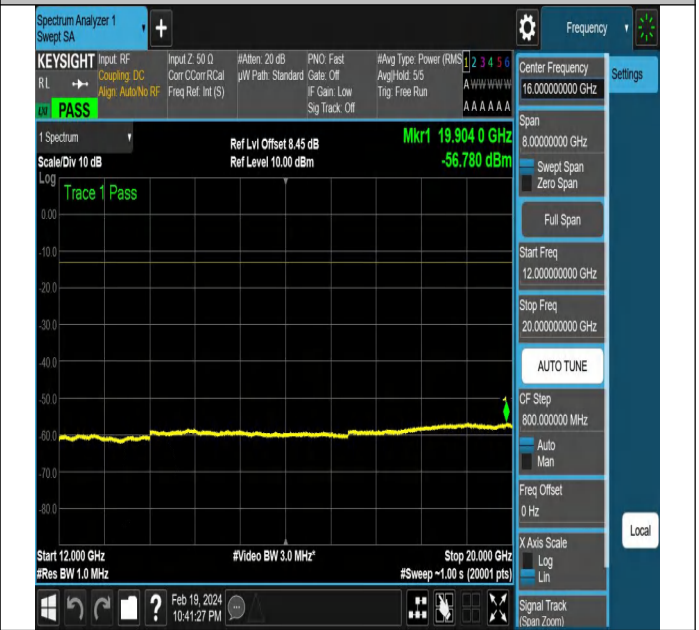 Spectrum Analyzer 1
Swept SA
+
Frequency
KEYSIGHT
RL
PASS
Input: RF
Coupling: DC
Align: Auto/No RF
Input Z: 50 Ω
Corr CCorr RCal
Freq Ref: Int (S)
#Atten: 20 dB
µW Path: Standard
PNO: Fast
Gate: Off
IF Gain: Low
Sig Track: Off
#Avg Type: Power (RMS
Avg|Hold: 5/5
Trig: Free Run
1 2 3 4 5 6
A W W W W W
A A A A A A
1 Spectrum
Scale/Div 10 dB
Log
Ref Lvl Offset 8.45 dB
Ref Level 10.00 dBm
Mkr1 19.904 0 GHz
-56.780 dBm
Trace 1 Pass
0.00
-10.0
-20.0
-30.0
-40.0
-50.0
-60.0
-70.0
-80.0
1
Start 12.000 GHz
#Res BW 1.0 MHz
#Video BW 3.0 MHz*
Stop 20.000 GHz
#Sweep ~1.00 s (20001 pts)
Feb 19, 2024
10:41:27 PM
Center Frequency
16.00000000 GHz
Settings
Span
8.00000000 GHz
Swept Span
Zero Span
Full Span
Start Freq
12.000000000 GHz
Stop Freq
20.000000000 GHz
AUTO TUNE
CF Step
800.000000 MHz
Auto
Man
Freq Offset
0 Hz
X Axis Scale
Log
Lin
Local
Signal Track
(Span Zoom)